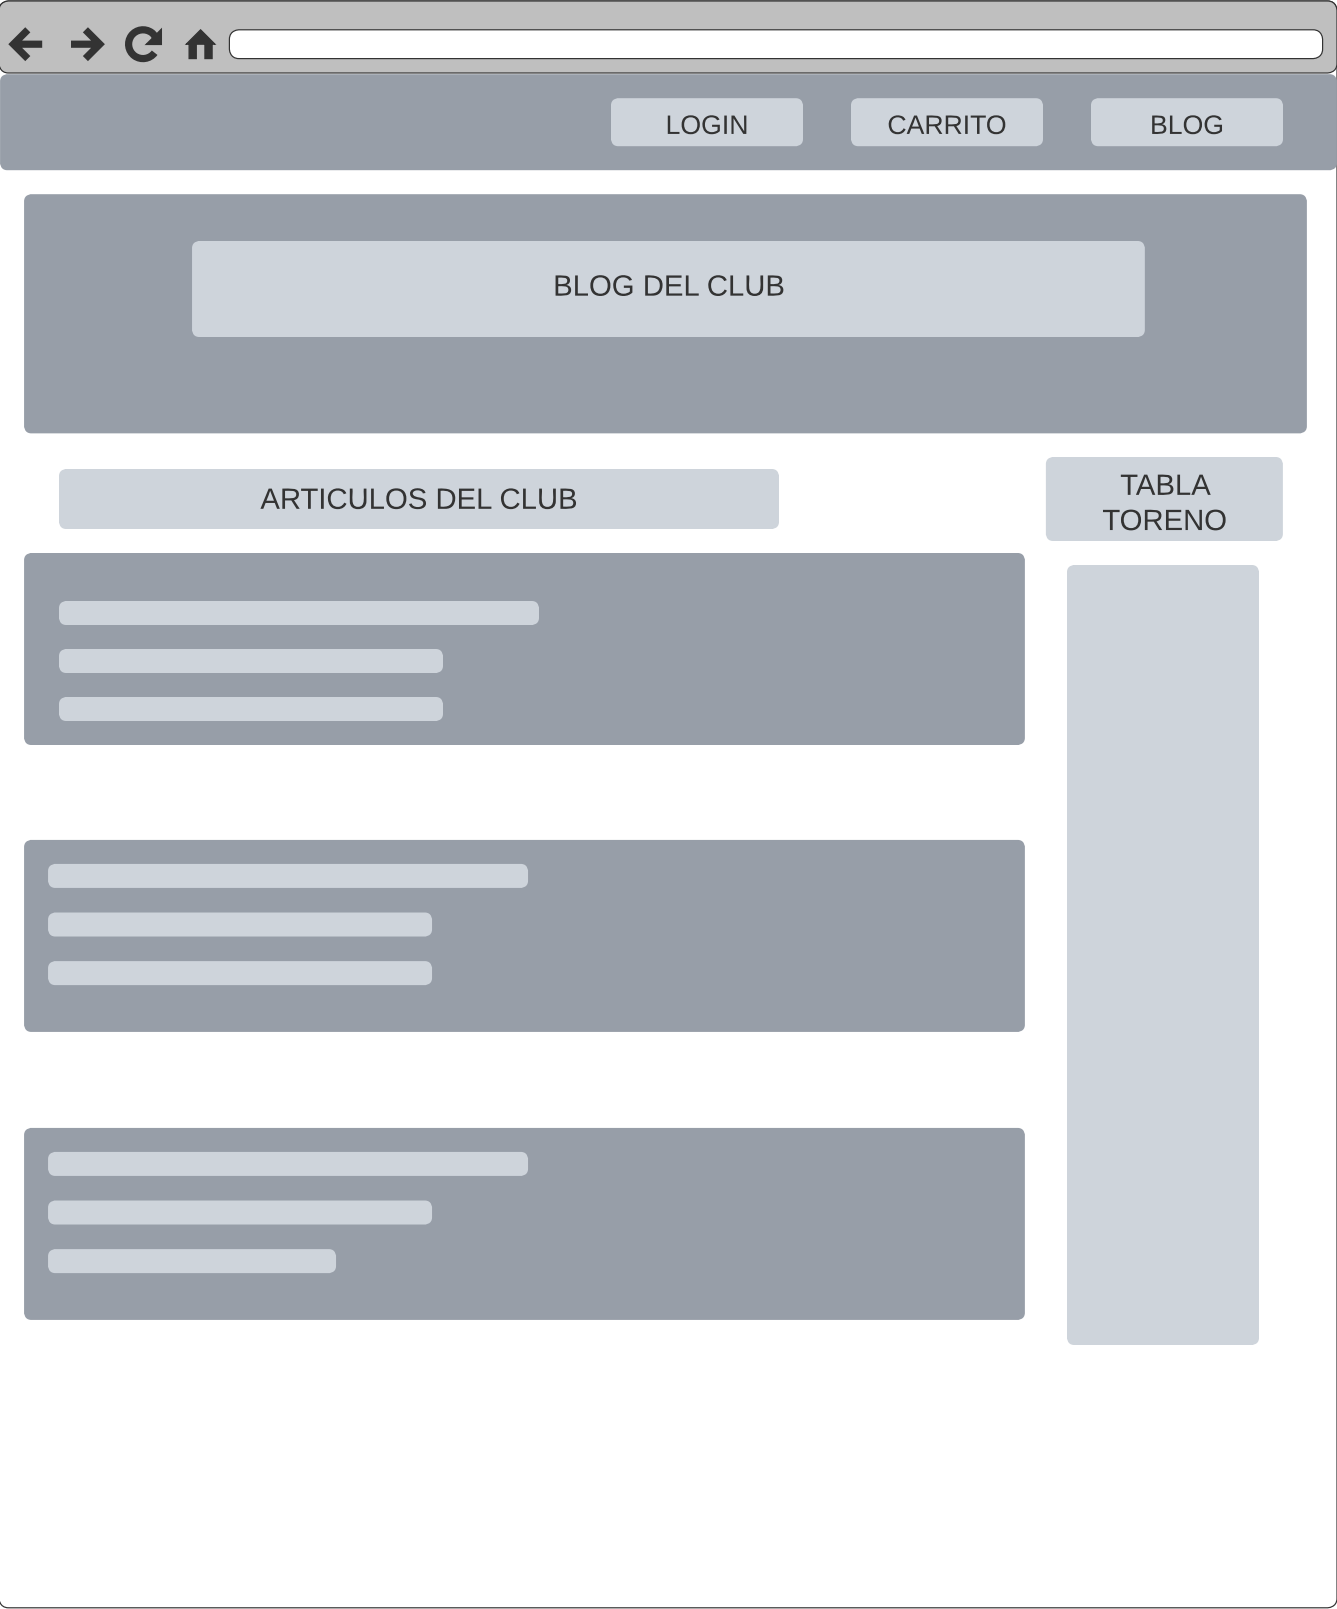 LOGIN
CARRITO
BLOG
BLOG DEL CLUB
ARTICULOS DEL CLUB
TABLA
TORENO